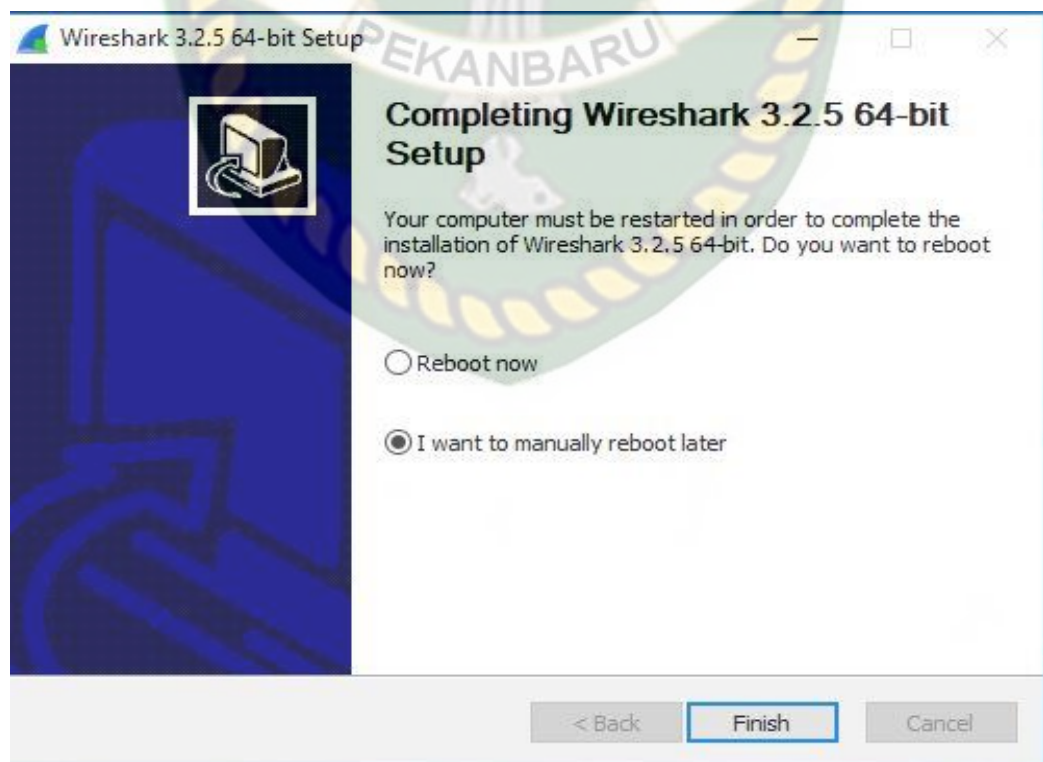 Wireshark 3.2.5 64-bit Setup
PEKANBARU
Completing Wireshark 3.2.5 64-bit
Setup
Your computer must be restarted in order to complete the
installation of Wireshark 3.2.5 64-bit. Do you want to reboot
now?
Reboot now
I want to manually reboot later
< Back
Finish
Cancel